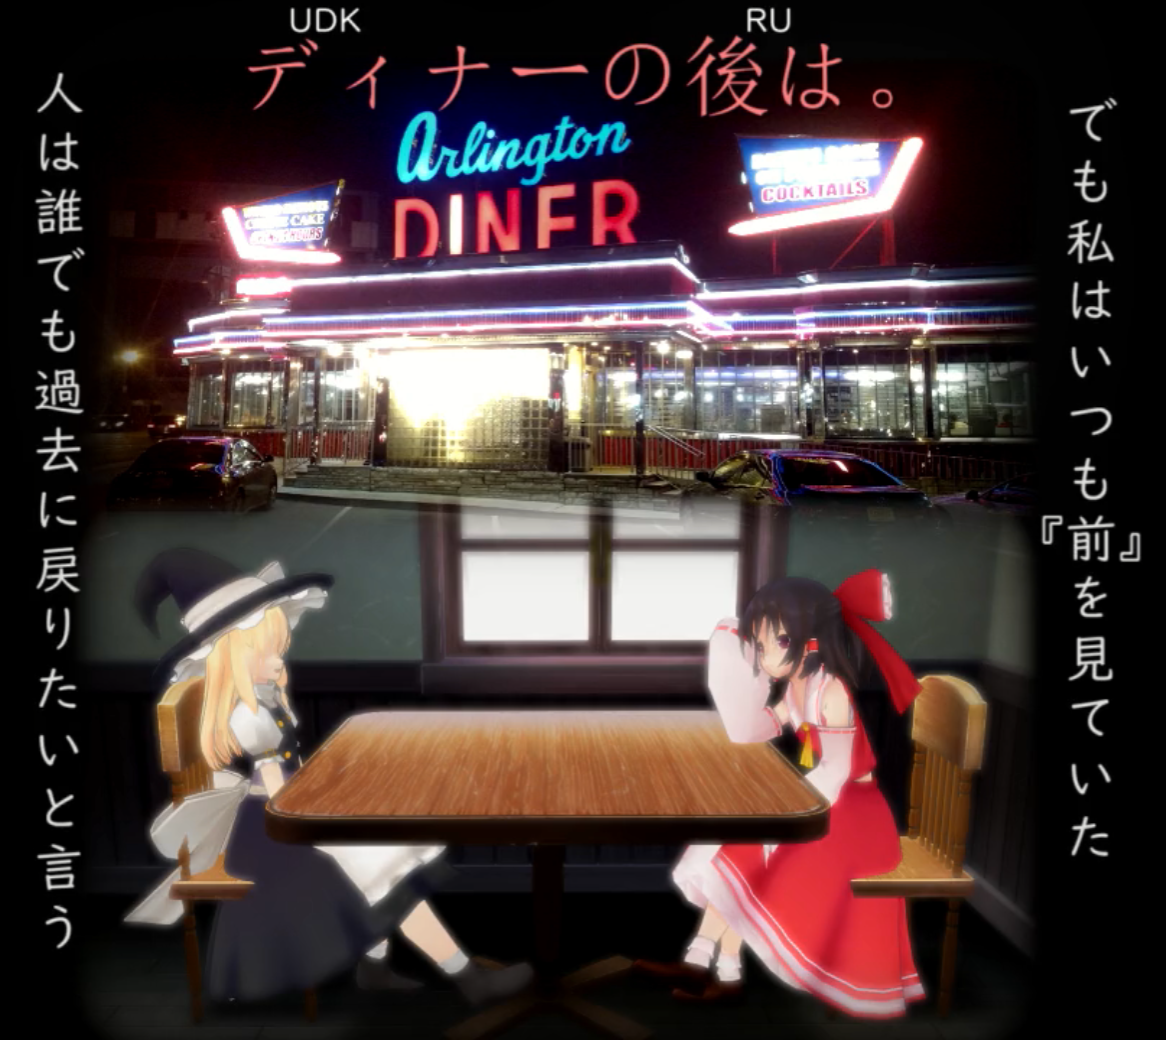 UDK
RU
ディナーの後は。
Arlington
DINER
COCKTAILS
人は誰でも過去に戻りたいと言う
でも私はいつも『前』を見ていた